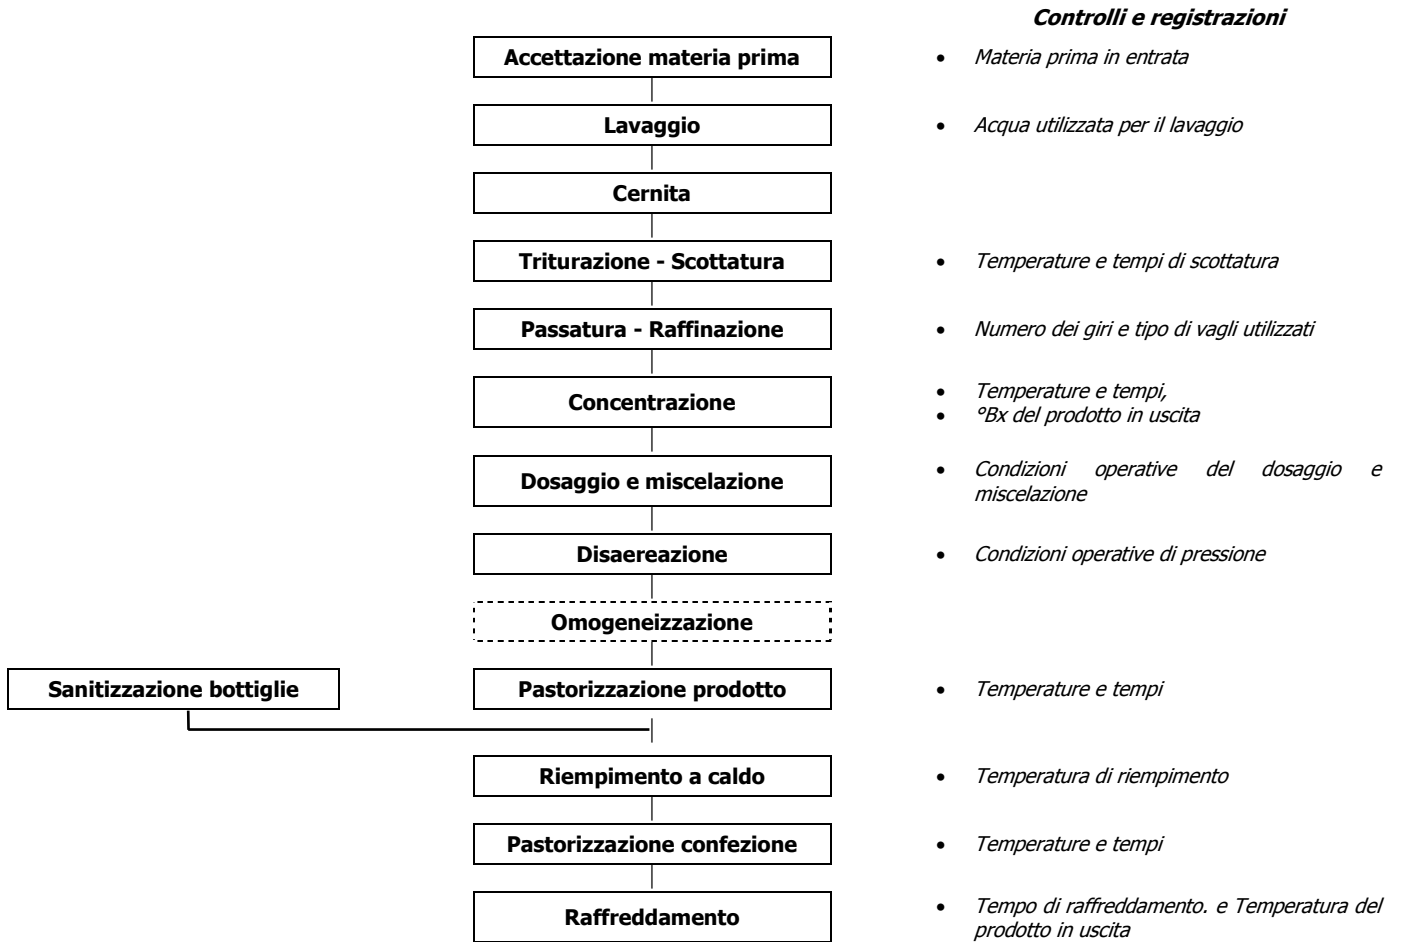 Controlli e registrazioni
Accettazione materia prima
• Materia prima in entrata
Lavaggio
• Acqua utilizzata per il lavaggio
Cernita
Triturazione - Scottatura
• Temperature e tempi di scottatura
Passatura - Raffinazione
• Numero dei giri e tipo di vagli utilizzati
Concentrazione
• Temperature e tempi,
• °Bx del prodotto in uscita
Dosaggio e miscelazione
• Condizioni operative del dosaggio e
miscelazione
Disaereazione
• Condizioni operative di pressione
Omogeneizzazione
Sanitizzazione bottiglie
Pastorizzazione prodotto
• Temperature e tempi
Riempimento a caldo
• Temperatura di riempimento
Pastorizzazione confezione
• Temperature e tempi
Raffreddamento
• Tempo di raffreddamento. e Temperatura del
prodotto in uscita